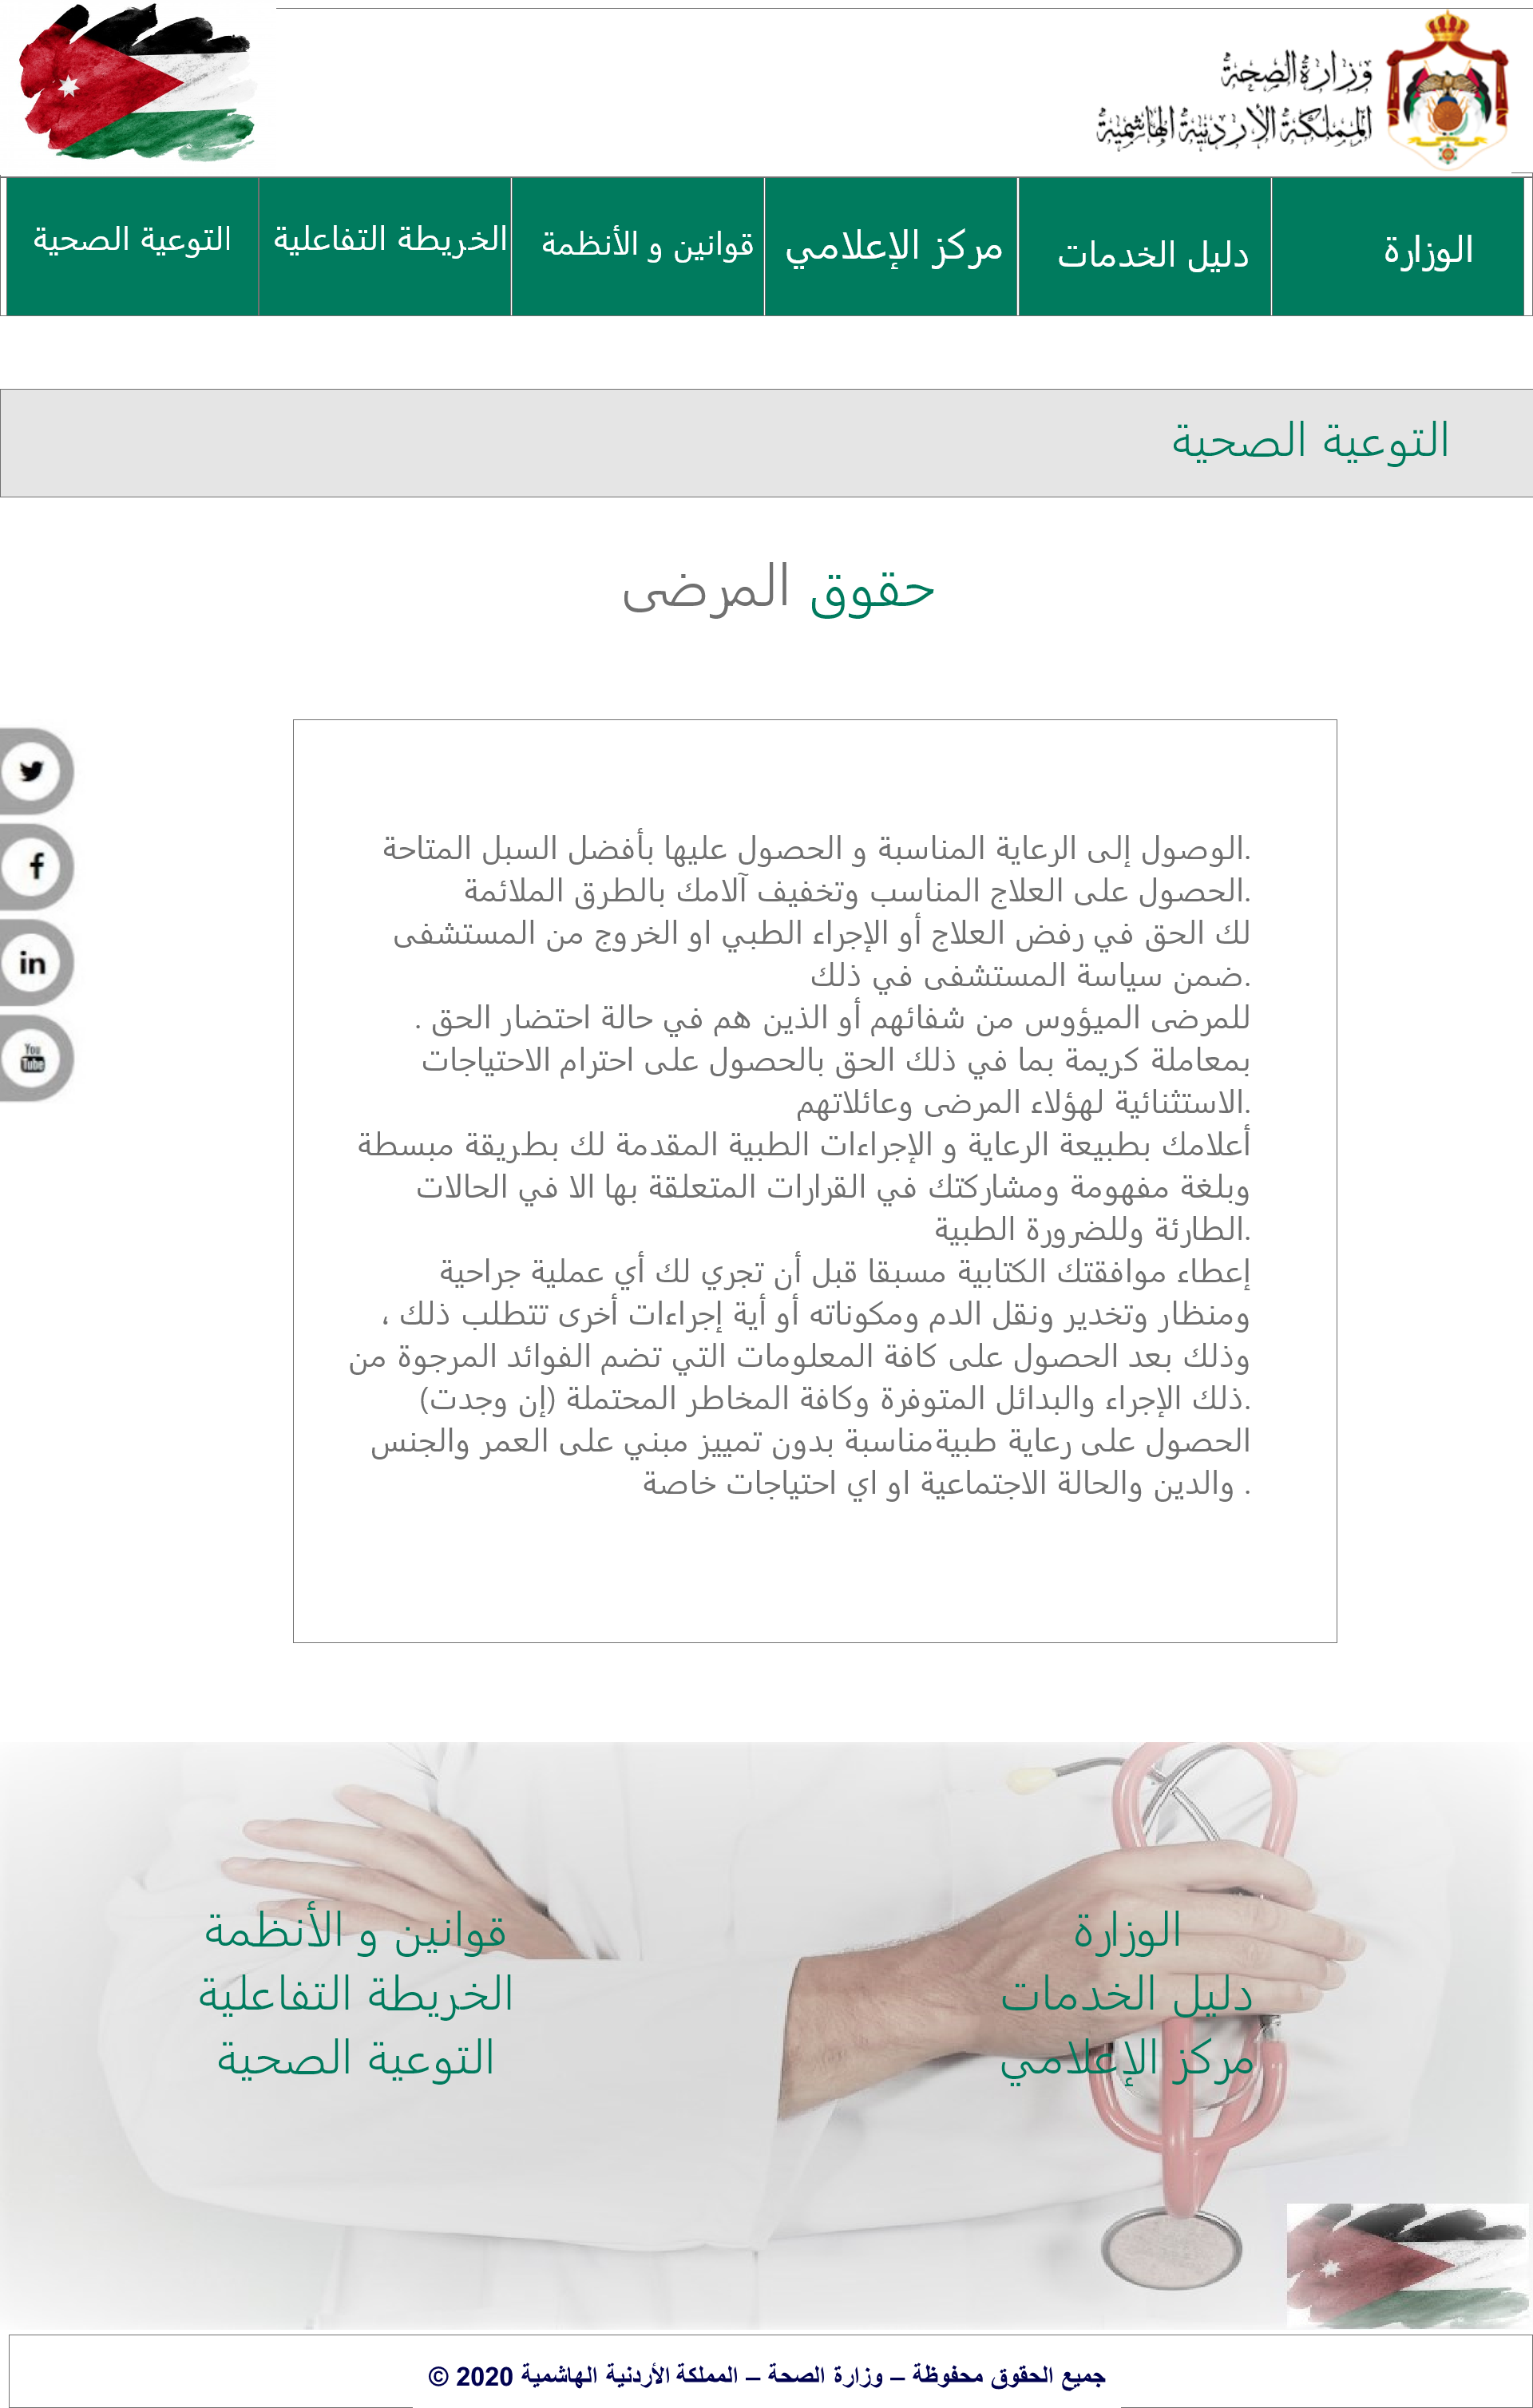 وزارة الصحة
المملكة الأردنية الهاشمية
الوزارة
دليل الخدمات
مركز الإعلامي
قوانين و الأنظمة
الخريطة التفاعلية
التوعية الصحية
التوعية الصحية
حقوق المرضى
in
You
Tube
الوصول إلى الرعاية المناسبة و الحصول عليها بأفضل السبل المتاحة.
الحصول على العلاج المناسب وتخفيف آلامك بالطرق الملائمة.
لك الحق في رفض العلاج أو الإجراء الطبي او الخروج من المستشفى
ضمن سياسة المستشفى في ذلك.
للمرضى الميؤوس من شفائهم أو الذين هم في حالة احتضار الحق .
بمعاملة كريمة بما في ذلك الحق بالحصول على احترام الاحتياجات
الاستثنائية لهؤلاء المرضى وعائلاتهم.
أعلامك بطبيعة الرعاية و الإجراءات الطبية المقدمة لك بطريقة مبسطة
وبلغة مفهومة ومشاركتك في القرارات المتعلقة بها الا في الحالات
الطارئة وللضرورة الطبية.
إعطاء موافقتك الكتابية مسبقا قبل أن تجري لك أي عملية جراحية
ومنظار وتخدير ونقل الدم ومكوناته أو أية إجراءات أخرى تتطلب ذلك ،
وذلك بعد الحصول على كافة المعلومات التي تضم الفوائد المرجوة من
ذلك الإجراء والبدائل المتوفرة وكافة المخاطر المحتملة (إن وجدت).
الحصول على رعاية طبيةمناسبة بدون تمييز مبني على العمر والجنس
والدين والحالة الاجتماعية او اي احتياجات خاصة .
الوزارة
دليل الخدمات
مركز الإعلامي
قوانين و الأنظمة
الخريطة التفاعلية
التوعية الصحية
جميع الحقوق محفوظة – وزارة الصحة – المملكة الأردنية الهاشمية 2020 ©